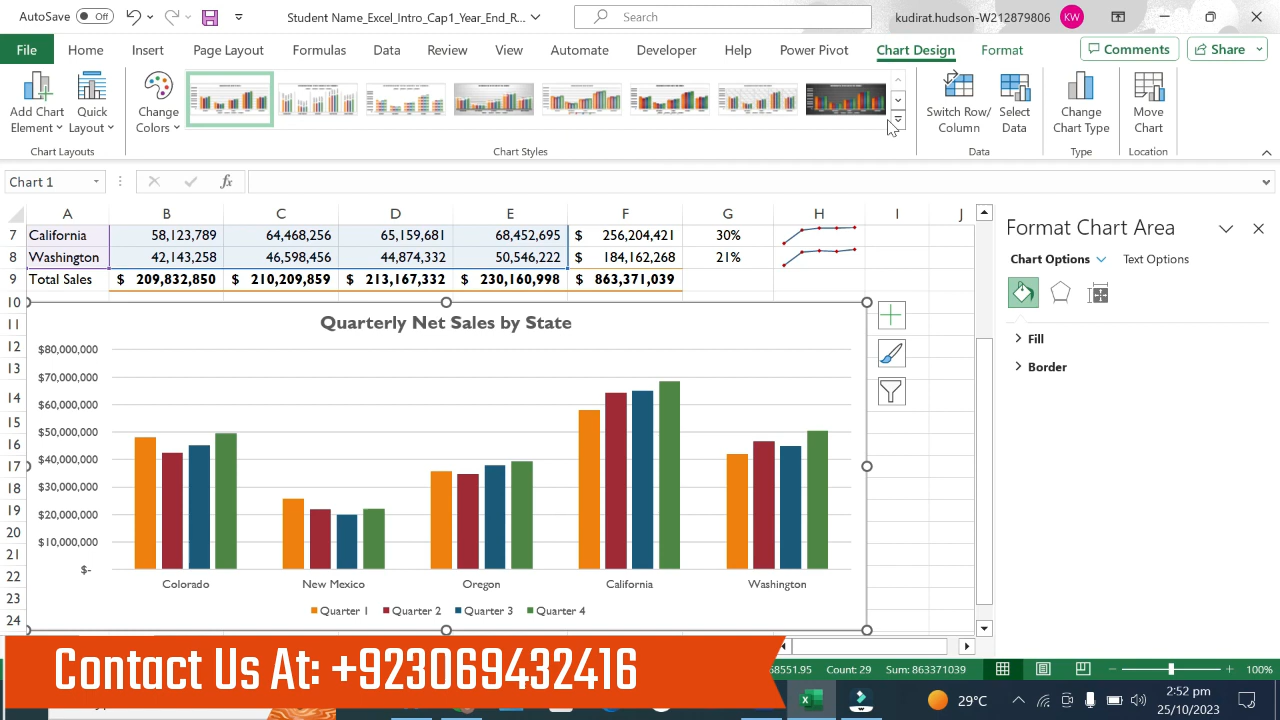 AutoSave Off Student Name_Excel_Intro_Cap1_Year_End_R... Search kudirat.hudson-W212879806 KW
File Home Insert Page Layout Formulas Data Review View Automate Developer Help Power Pivot Chart Design Format Comments Share
Add Chart Element Quick Layout Change Colors Switch Row/ Column Select Data Change Chart Type Move Chart
Chart Layouts Chart Styles Data Type Location
Chart 1 fx
A B C D E F G H I J
7 California 58,123,789 64,468,256 65,159,681 68,452,695 $ 256,204,421 30%
8 Washington 42,143,258 46,598,456 44,874,332 50,546,222 $ 184,162,268 21%
9 Total Sales $ 209,832,850 $ 210,209,859 $ 213,167,332 $ 230,160,998 $ 863,371,039
10
11
12
13
14
15
16
17
18
19
20
21
22
23
24
Quarterly Net Sales by State
$80,000,000
$70,000,000
$60,000,000
$50,000,000
$40,000,000
$30,000,000
$20,000,000
$10,000,000
$-
Colorado New Mexico Oregon California Washington
Quarter 1 Quarter 2 Quarter 3 Quarter 4
Format Chart Area
Chart Options Text Options
Fill
Border
Contact Us At: +923069432416
68551.95 Count: 29 Sum: 863371039 100%
29°C 2:52 pm
25/10/2023